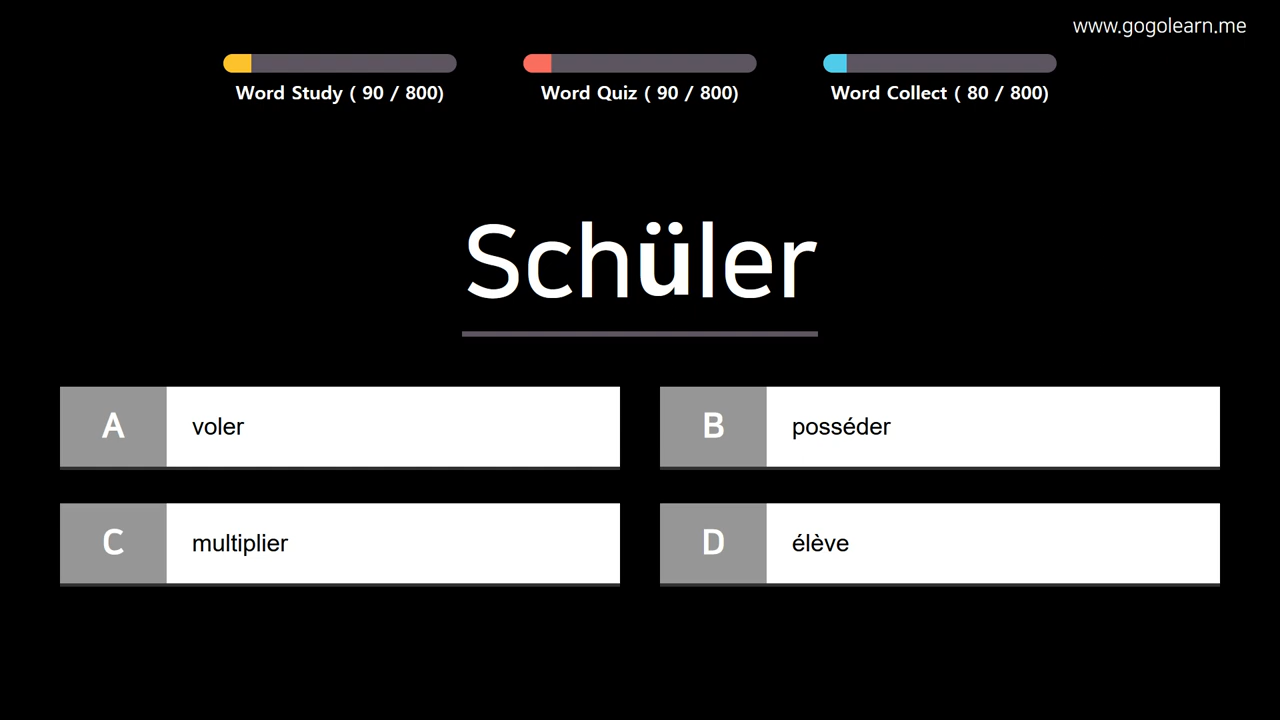 www.gogolearn.me
Word Study ( 90 / 800)
Word Quiz ( 90 / 800)
Word Collect ( 80 / 800)
Schüler
A voler
B posséder
C multiplier
D élève